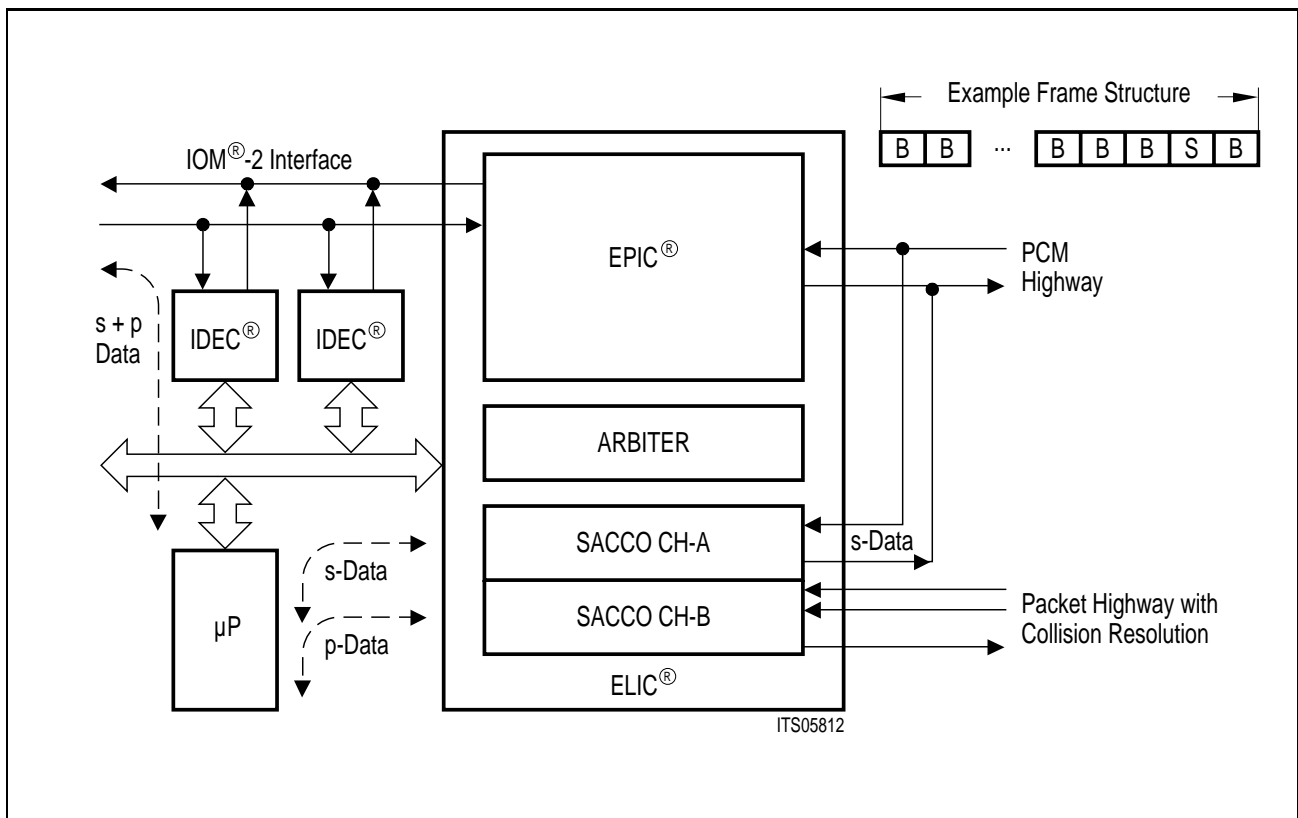 Example Frame Structure
B B ... B B B S B
IOM®-2 Interface
EPIC®
PCM
Highway
IDEC® IDEC®
s + p
Data
ARBITER
SACCO CH-A
s-Data
s-Data
SACCO CH-B
Packet Highway with
Collision Resolution
µP
p-Data
ELIC®
ITS05812